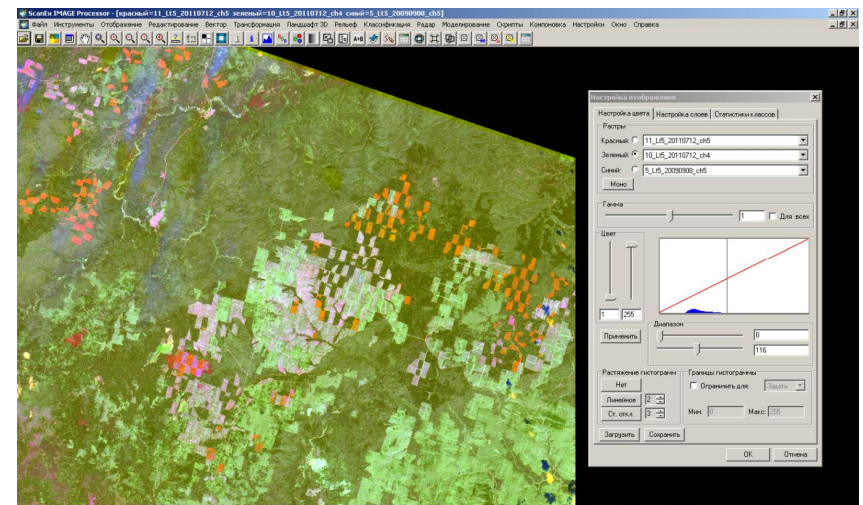 ScanEx IMAGE Processor - [красный=11_Lt5_20110712_ch5 зеленый=10_Lt5_20110712_ch4 синий=5_Lt5_20090908_ch5]
Файл Инструменты Отображение Редактирование Вектор Трансформация Ландшафт 3D Рельеф Классификация Радар Моделирование Скрипты Компоновка Настройки Окно Справка
Настройка отображения
Настройка цвета Настройка слоев Статистики классов
Растры
Красный: 11_Lt5_20110712_ch5
Зеленый: 10_Lt5_20110712_ch4
Синий: 5_Lt5_20090908_ch5
Моно
Гамма
1 Для всех
Цвет
1 255
Применить
Диапазон
0
116
Растяжение гистограмм
Границы гистограммы
Нет
Ограничить для: Задать
Линейное 2
Ст. откл. 3
Мин: 0 Макс: 255
Загрузить Сохранить
OK Отмена